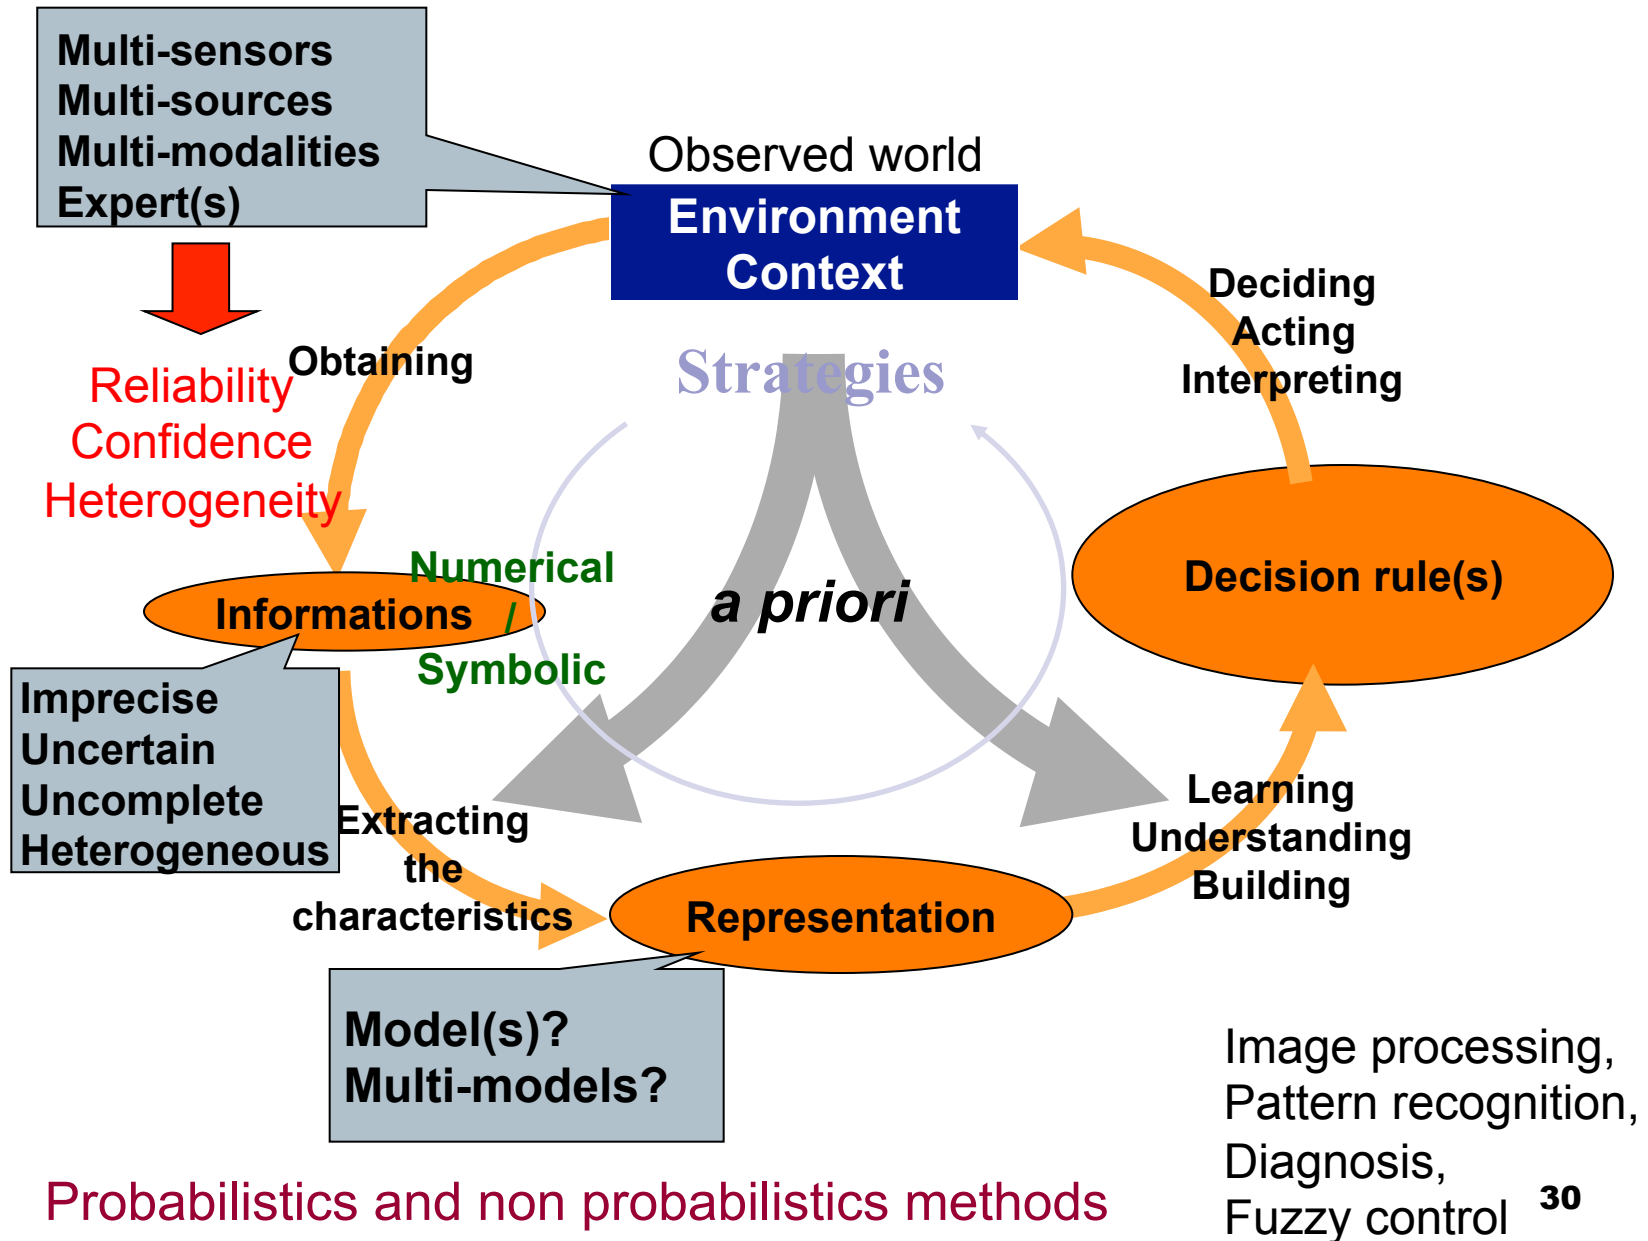 Multi-sensors
Multi-sources
Multi-modalities
Expert(s)
Observed world
Environment
Context
Deciding
Acting
Interpreting
Obtaining
Strategies
Reliability
Confidence
Heterogeneity
Numerical
/
Symbolic
Informations
a priori
Decision rule(s)
Imprecise
Uncertain
Uncomplete
Heterogeneous
Extracting
the
characteristics
Learning
Understanding
Building
Representation
Model(s)?
Multi-models?
Image processing,
Pattern recognition,
Diagnosis,
Fuzzy control
Probabilistics and non probabilistics methods
30